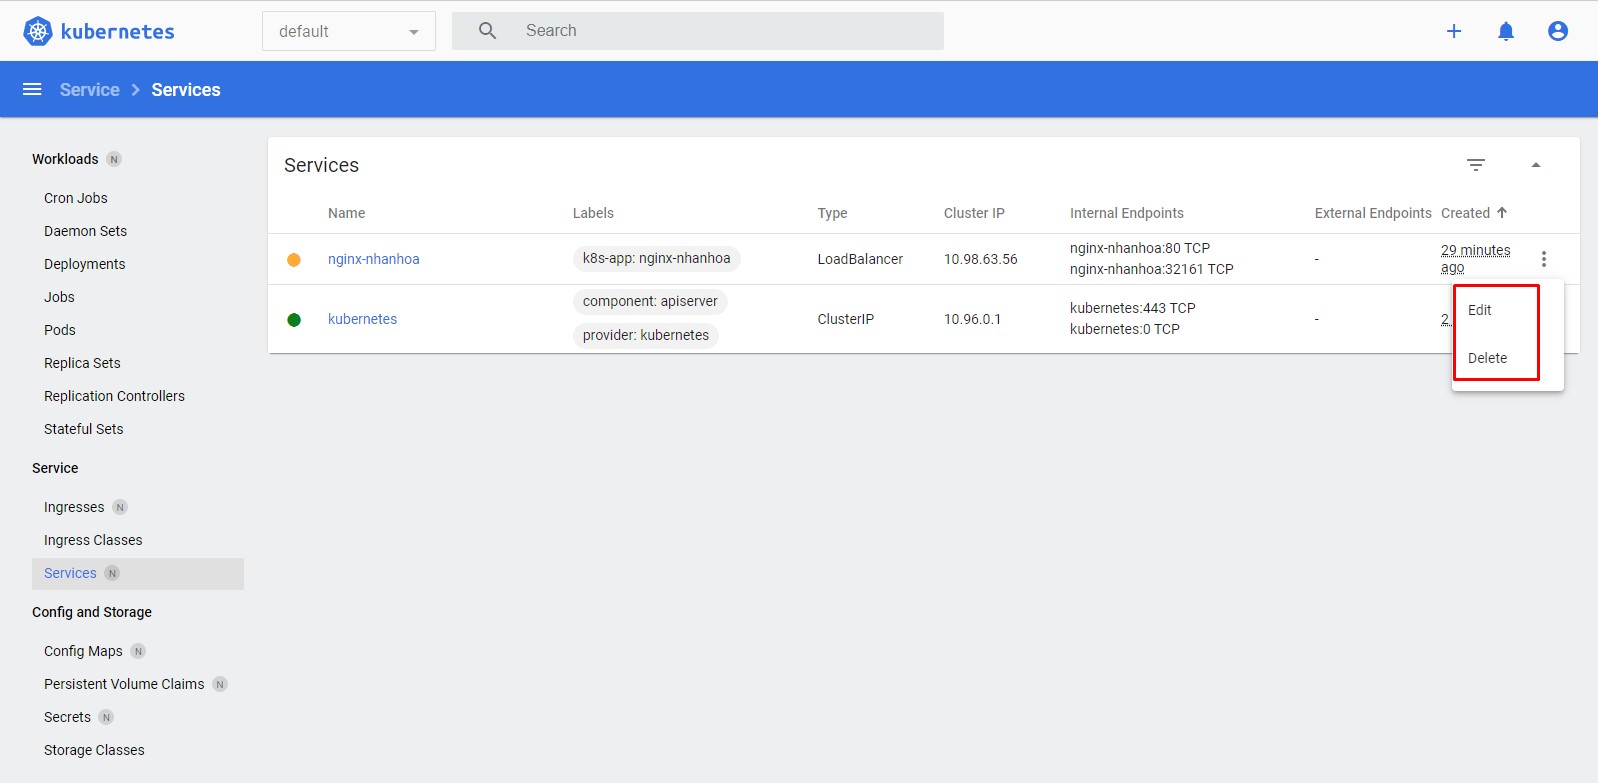 kubernetes
default
Search
Service
Services
Workloads N
Cron Jobs
Daemon Sets
Deployments
Jobs
Pods
Replica Sets
Replication Controllers
Stateful Sets
Service
Ingresses N
Ingress Classes
Services N
Config and Storage
Config Maps N
Persistent Volume Claims N
Secrets N
Storage Classes
Services
Name Labels Type Cluster IP Internal Endpoints External Endpoints Created
nginx-nhanhoa k8s-app: nginx-nhanhoa LoadBalancer 10.98.63.56 nginx-nhanhoa:80 TCP - 29 minutes
nginx-nhanhoa:32161 TCP ago
kubernetes component: apiserver ClusterIP 10.96.0.1 kubernetes:443 TCP - 2
provider: kubernetes kubernetes:0 TCP
Edit
Delete